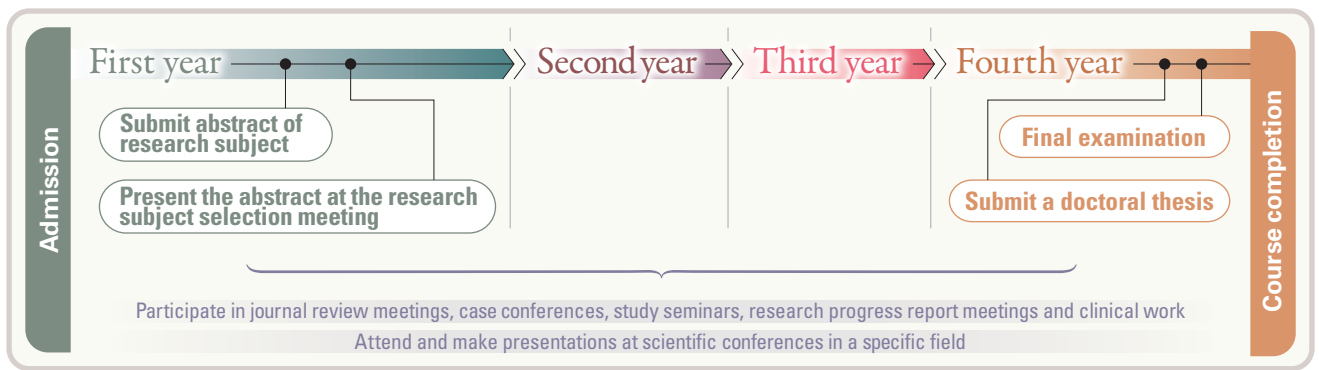 Admission
First year
Second year
Third year
Fourth year
Submit abstract of
research subject
Present the abstract at the research
subject selection meeting
Final examination
Submit a doctoral thesis
Course completion
Participate in journal review meetings, case conferences, study seminars, research progress report meetings and clinical work
Attend and make presentations at scientific conferences in a specific field